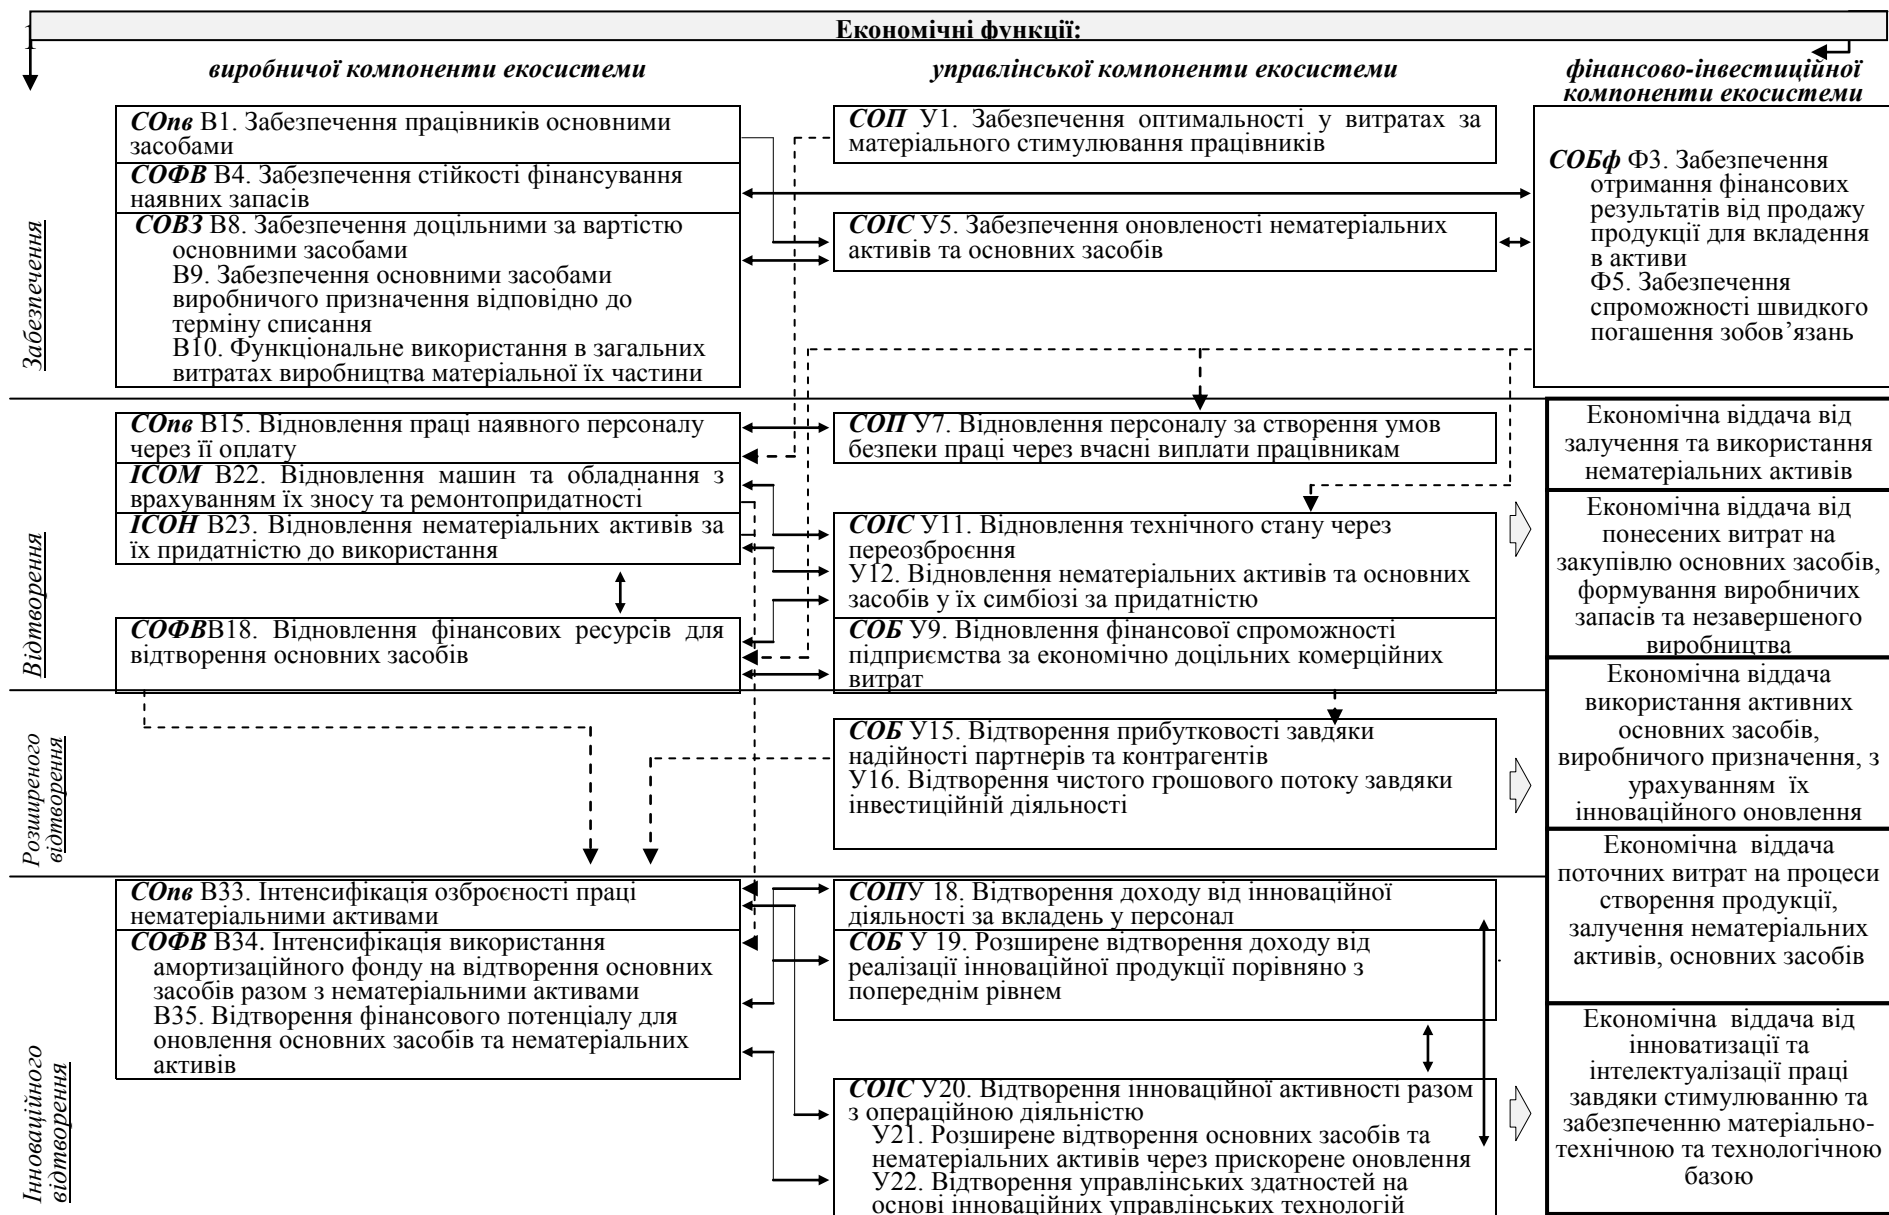 1
Економічні функції:
виробничої компоненти екосистеми
управлінської компоненти екосистеми
фінансово-інвестиційної
компоненти екосистеми
Забезпечення
СОпв В1. Забезпечення працівників основними
засобами
СОФВ В4. Забезпечення стійкості фінансування
наявних запасів
СОВЗ В8. Забезпечення доцільними за вартістю
основними засобами
В9. Забезпечення основними засобами
виробничого призначення відповідно до
терміну списання
В10. Функціональне використання в загальних
витратах виробництва матеріальної їх частини
СОП У1. Забезпечення оптимальності у витратах за
матеріального стимулювання працівників
СОІС У5. Забезпечення оновленості нематеріальних
активів та основних засобів
СОБф Ф3. Забезпечення
отримання фінансових
результатів від продажу
продукції для вкладення
в активи
Ф5. Забезпечення
спроможності швидкого
погашення зобов’язань
Відтворення
СОпв В15. Відновлення праці наявного персоналу
через її оплату
ІСОМ В22. Відновлення машин та обладнання з
врахуванням їх зносу та ремонтопридатності
ІСОН В23. Відновлення нематеріальних активів за
їх придатністю до використання
СОФВВ18. Відновлення фінансових ресурсів для
відтворення основних засобів
СОП У7. Відновлення персоналу за створення умов
безпеки праці через вчасні виплати працівникам
СОІС У11. Відновлення технічного стану через
переозброєння
У12. Відновлення нематеріальних активів та основних
засобів у їх симбіозі за придатністю
СОБ У9. Відновлення фінансової спроможності
підприємства за економічно доцільних комерційних
витрат
Економічна віддача від
залучення та використання
нематеріальних активів
Економічна віддача від
понесених витрат на
закупівлю основних засобів,
формування виробничих
запасів та незавершеного
виробництва
Розширеного
відтворення
СОБ У15. Відтворення прибутковості завдяки
надійності партнерів та контрагентів
У16. Відтворення чистого грошового потоку завдяки
інвестиційній діяльності
Економічна віддача
використання активних
основних засобів,
виробничого призначення, з
урахуванням їх
інноваційного оновлення
Інноваційного
відтворення
СОпв В33. Інтенсифікація озброєності праці
нематеріальними активами
СОФВ В34. Інтенсифікація використання
амортизаційного фонду на відтворення основних
засобів разом з нематеріальними активами
В35. Відтворення фінансового потенціалу для
оновлення основних засобів та нематеріальних
активів
СОПУ 18. Відтворення доходу від інноваційної
діяльності за вкладень у персонал
СОБ У 19. Розширене відтворення доходу від
реалізації інноваційної продукції порівняно з
попереднім рівнем
СОІС У20. Відтворення інноваційної активності разом
з операційною діяльністю
У21. Розширене відтворення основних засобів та
нематеріальних активів через прискорене оновлення
У22. Відтворення управлінських здатностей на
основі інноваційних управлінських технологій
Економічна віддача
поточних витрат на процеси
створення продукції,
залучення нематеріальних
активів, основних засобів
Економічна віддача від
інноватизації та
інтелектуалізації праці
завдяки стимулюванню та
забезпеченню матеріально-
технічною та технологічною
базою